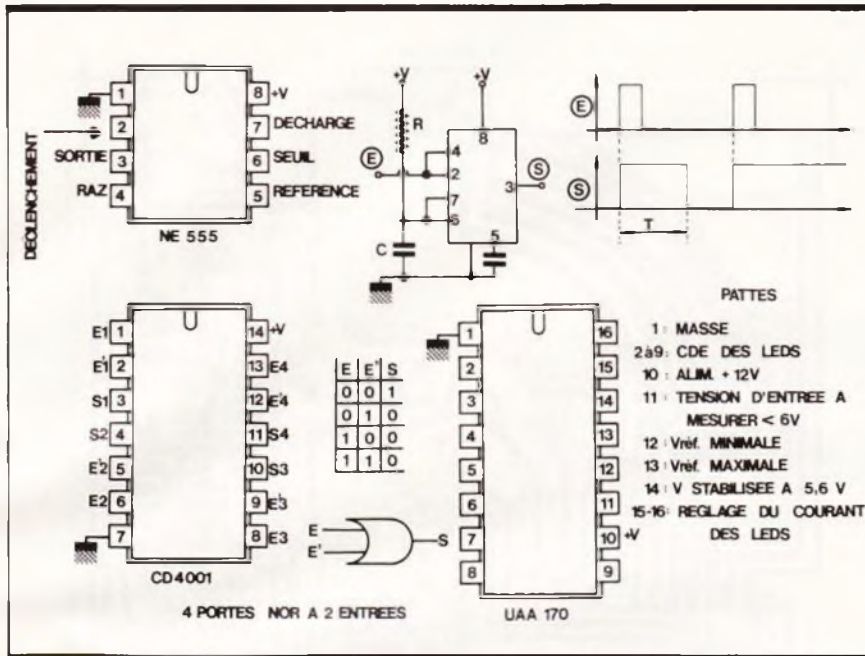 1
2
3
4
8 +V
7 DECHARGE
6 SEUIL
5 REFERENCE
DECLENCHEMENT
SORTIE
RAZ
NE 555
+V
+V
R
E
C
4
2
7
6
8
3
5
S
E
S
T
E1 1
E'1 2
S1 3
S2 4
E'2 5
E2 6
7
14 +V
13 E4
12 E'4
11 S4
10 S3
9 E'3
8 E3
CD4001
4 PORTES NOR A 2 ENTREES
E E' S
0 0 1
0 1 0
1 0 0
1 1 0
E
E'
S
1
2
3
4
5
6
7
8
16
15
14
13
12
11
10 +V
9
UAA 170
PATTES
1 : MASSE
2à9: CDE DES LEDS
10 : ALIM. + 12V
11 : TENSION D'ENTREE A
MESURER < 6V
12 : Vréf. MINIMALE
13 : Vréf. MAXIMALE
14 : V STABILISEE A 5,6 V
15-16: REGLAGE DU COURANT
DES LEDS